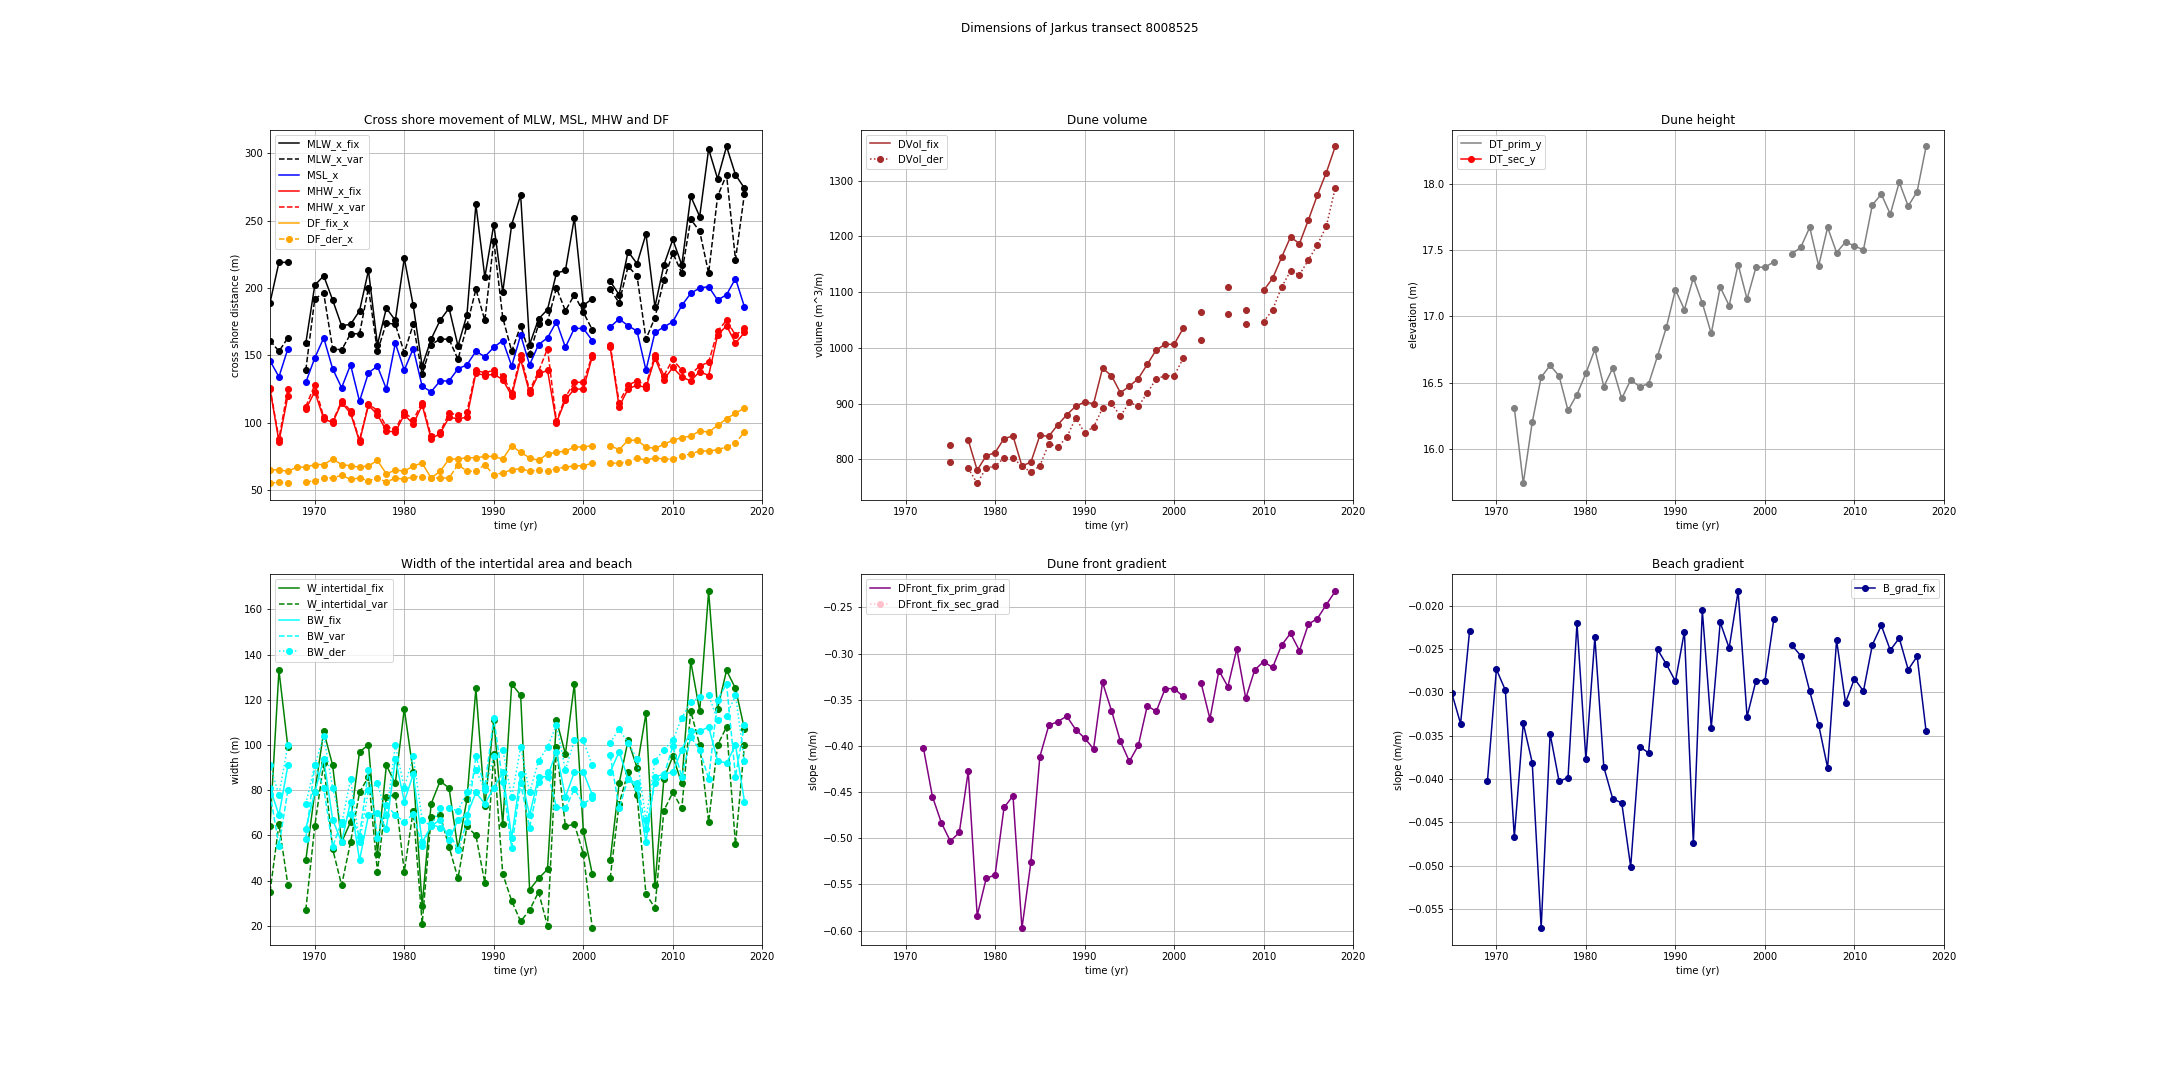 Dimensions of Jarkus transect 8008525
Cross shore movement of MLW, MSL, MHW and DF
MLW_x_fix
MLW_x_var
MSL_x
MHW_x_fix
MHW_x_var
DF_fix_x
DF_der_x
cross shore distance (m)
300
250
200
150
100
50
1970 1980 1990 2000 2010 2020
time (yr)
Dune volume
DVol_fix
DVol_der
volume (m^3/m)
1300
1200
1100
1000
900
800
1970 1980 1990 2000 2010 2020
time (yr)
Dune height
DT_prim_y
DT_sec_y
elevation (m)
18.0
17.5
17.0
16.5
16.0
1970 1980 1990 2000 2010 2020
time (yr)
Width of the intertidal area and beach
W_intertidal_fix
W_intertidal_var
BW_fix
BW_var
BW_der
width (m)
160
140
120
100
80
60
40
20
1970 1980 1990 2000 2010 2020
time (yr)
Dune front gradient
DFront_fix_prim_grad
DFront_fix_sec_grad
slope (m/m)
−0.25
−0.30
−0.35
−0.40
−0.45
−0.50
−0.55
−0.60
1970 1980 1990 2000 2010 2020
time (yr)
Beach gradient
B_grad_fix
slope (m/m)
−0.020
−0.025
−0.030
−0.035
−0.040
−0.045
−0.050
−0.055
1970 1980 1990 2000 2010 2020
time (yr)